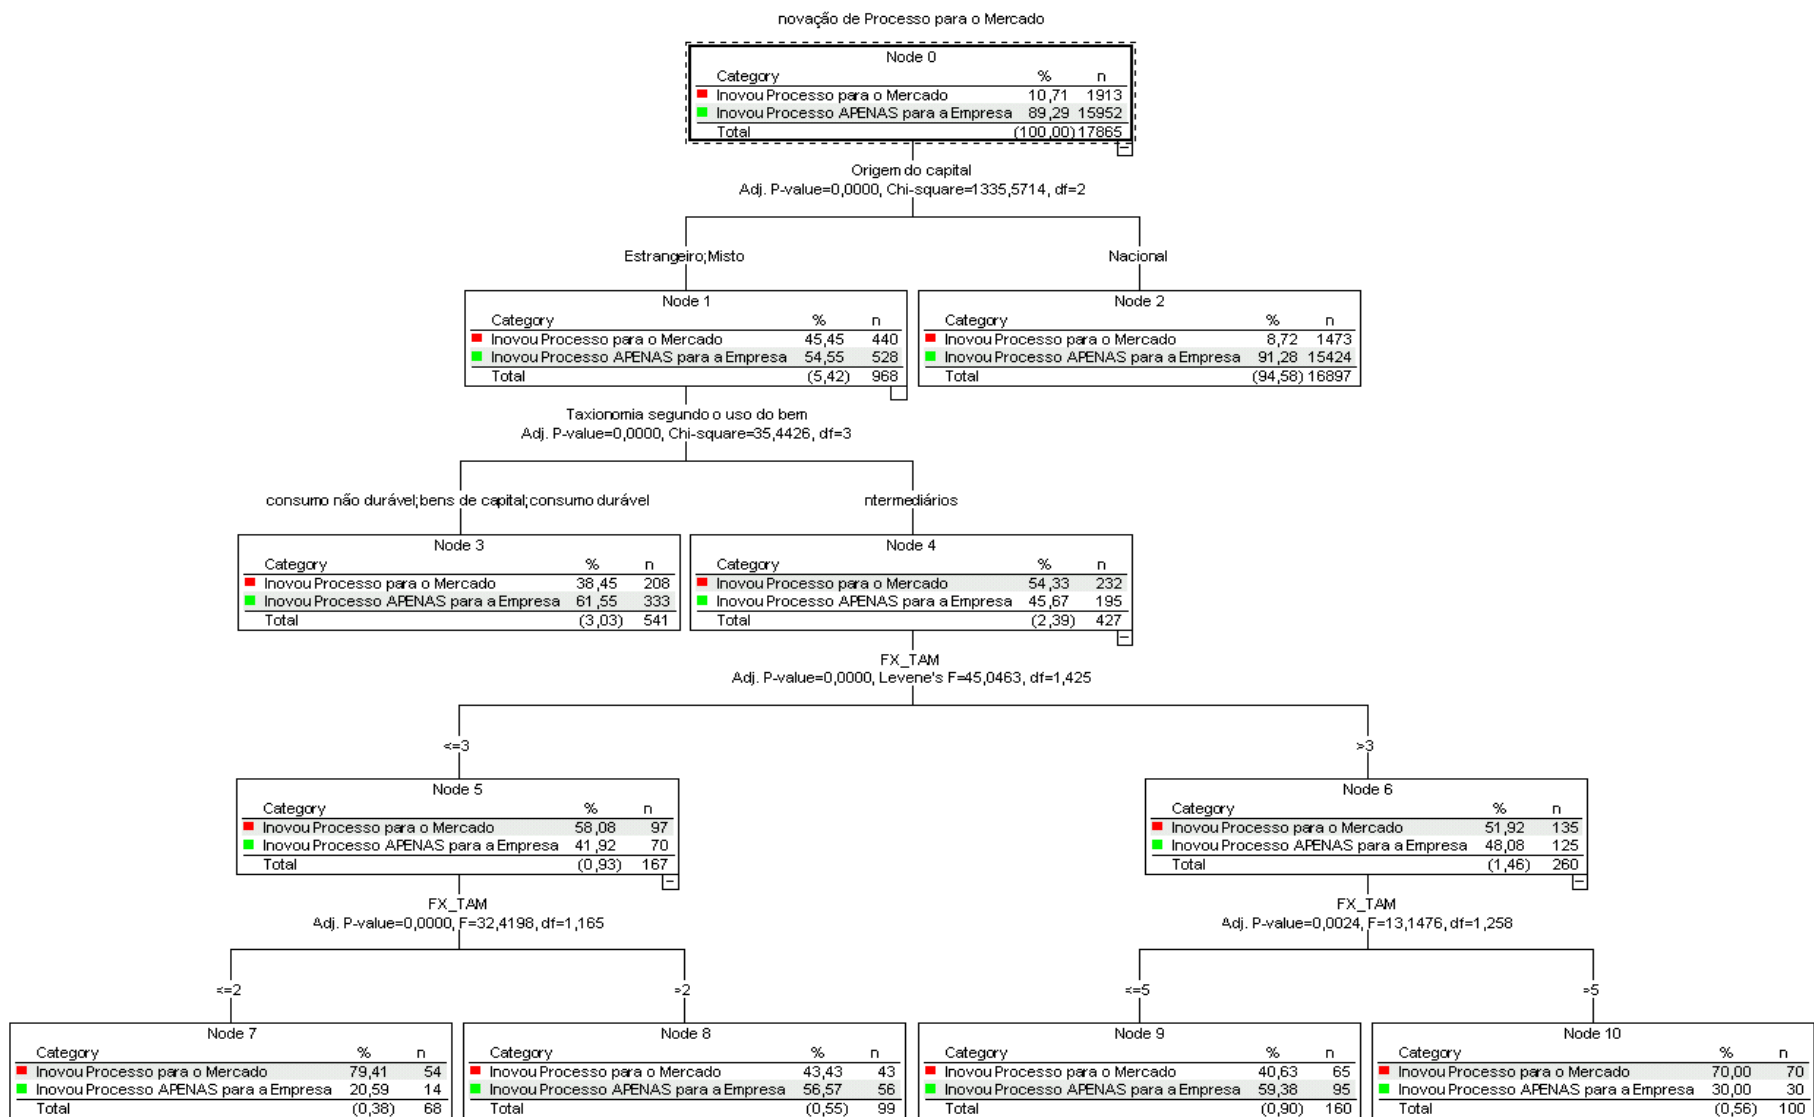 novação de Processo para o Mercado
Node 0
Category % n
Inovou Processo para o Mercado 10,71 1913
Inovou Processo APENAS para a Empresa 89,29 15952
Total (100,00) 17865
Origem do capital
Adj. P-value=0,0000, Chi-square=1335,5714, df=2
Estrangeiro;Misto
Nacional
Node 1
Category % n
Inovou Processo para o Mercado 45,45 440
Inovou Processo APENAS para a Empresa 54,55 528
Total (5,42) 968
Node 2
Category % n
Inovou Processo para o Mercado 8,72 1473
Inovou Processo APENAS para a Empresa 91,28 15424
Total (94,58) 16897
Taxionomia segundo o uso do bem
Adj. P-value=0,0000, Chi-square=35,4426, df=3
consumo não durável;bens de capital;consumo durável
ntermediários
Node 3
Category % n
Inovou Processo para o Mercado 38,45 208
Inovou Processo APENAS para a Empresa 61,55 333
Total (3,03) 541
Node 4
Category % n
Inovou Processo para o Mercado 54,33 232
Inovou Processo APENAS para a Empresa 45,67 195
Total (2,39) 427
FX_TAM
Adj. P-value=0,0000, Levene's F=45,0463, df=1,425
<=3
>3
Node 5
Category % n
Inovou Processo para o Mercado 58,08 97
Inovou Processo APENAS para a Empresa 41,92 70
Total (0,93) 167
Node 6
Category % n
Inovou Processo para o Mercado 51,92 135
Inovou Processo APENAS para a Empresa 48,08 125
Total (1,46) 260
FX_TAM
Adj. P-value=0,0000, F=32,4198, df=1,165
FX_TAM
Adj. P-value=0,0024, F=13,1476, df=1,258
<=2
>2
<=5
>5
Node 7
Category % n
Inovou Processo para o Mercado 79,41 54
Inovou Processo APENAS para a Empresa 20,59 14
Total (0,38) 68
Node 8
Category % n
Inovou Processo para o Mercado 43,43 43
Inovou Processo APENAS para a Empresa 56,57 56
Total (0,55) 99
Node 9
Category % n
Inovou Processo para o Mercado 40,63 65
Inovou Processo APENAS para a Empresa 59,38 95
Total (0,90) 160
Node 10
Category % n
Inovou Processo para o Mercado 70,00 70
Inovou Processo APENAS para a Empresa 30,00 30
Total (0,56) 100